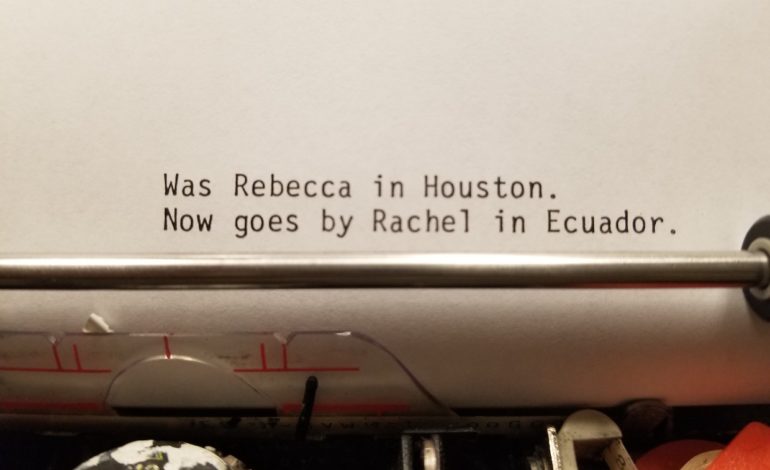 Was Rebecca in Houston.
Now goes by Rachel in Ecuador.